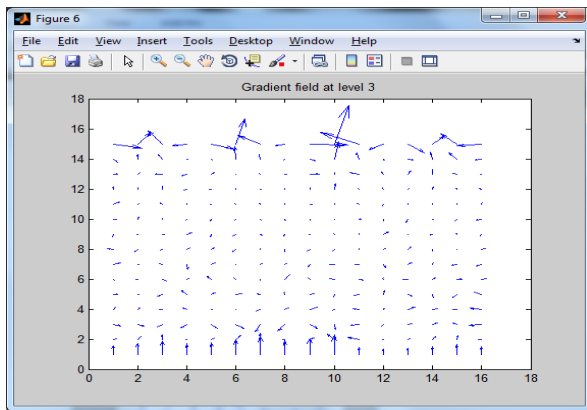 Figure 6
File Edit View Insert Tools Desktop Window Help
Gradient field at level 3
18
16
14
12
10
8
6
4
2
0
0 2 4 6 8 10 12 14 16 18